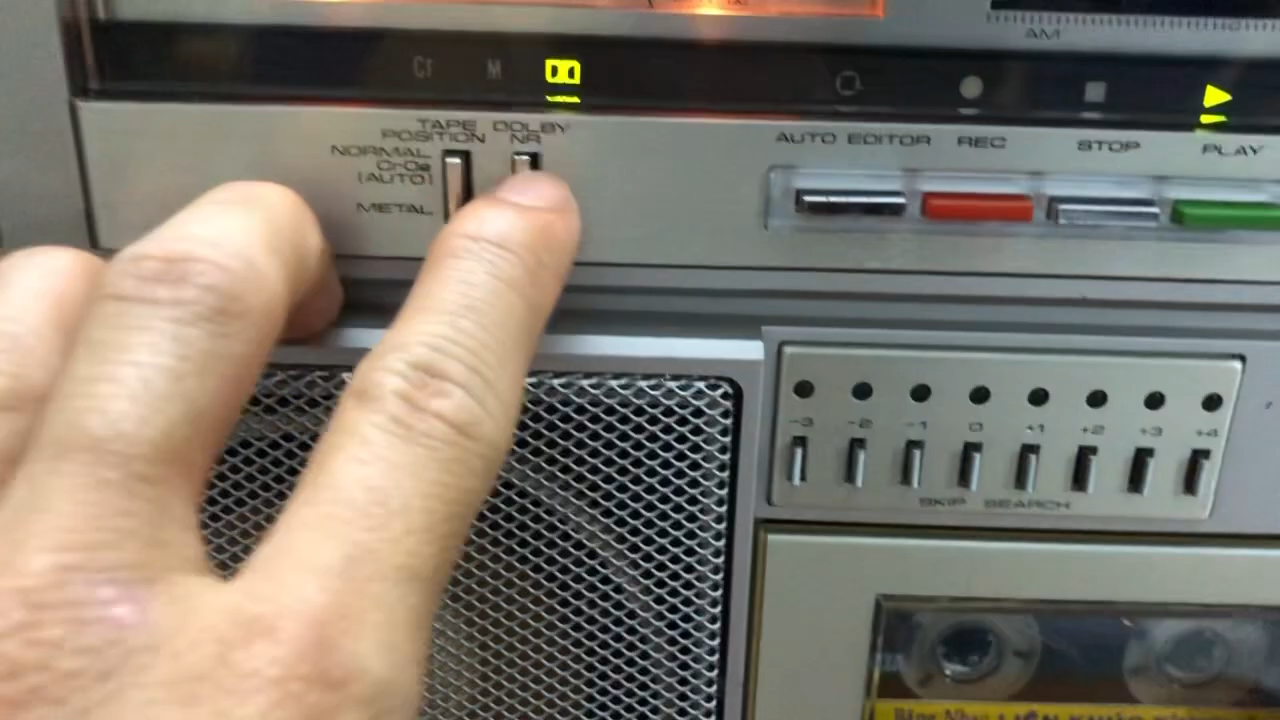 AM
Cr M
TAPE POSITION
DOLBY NR
NORMAL
CrO2
(AUTO)
METAL
AUTO EDITOR REC STOP PLAY
-3 -2 -1 0 +1 +2 +3 +4
SKIP SEARCH